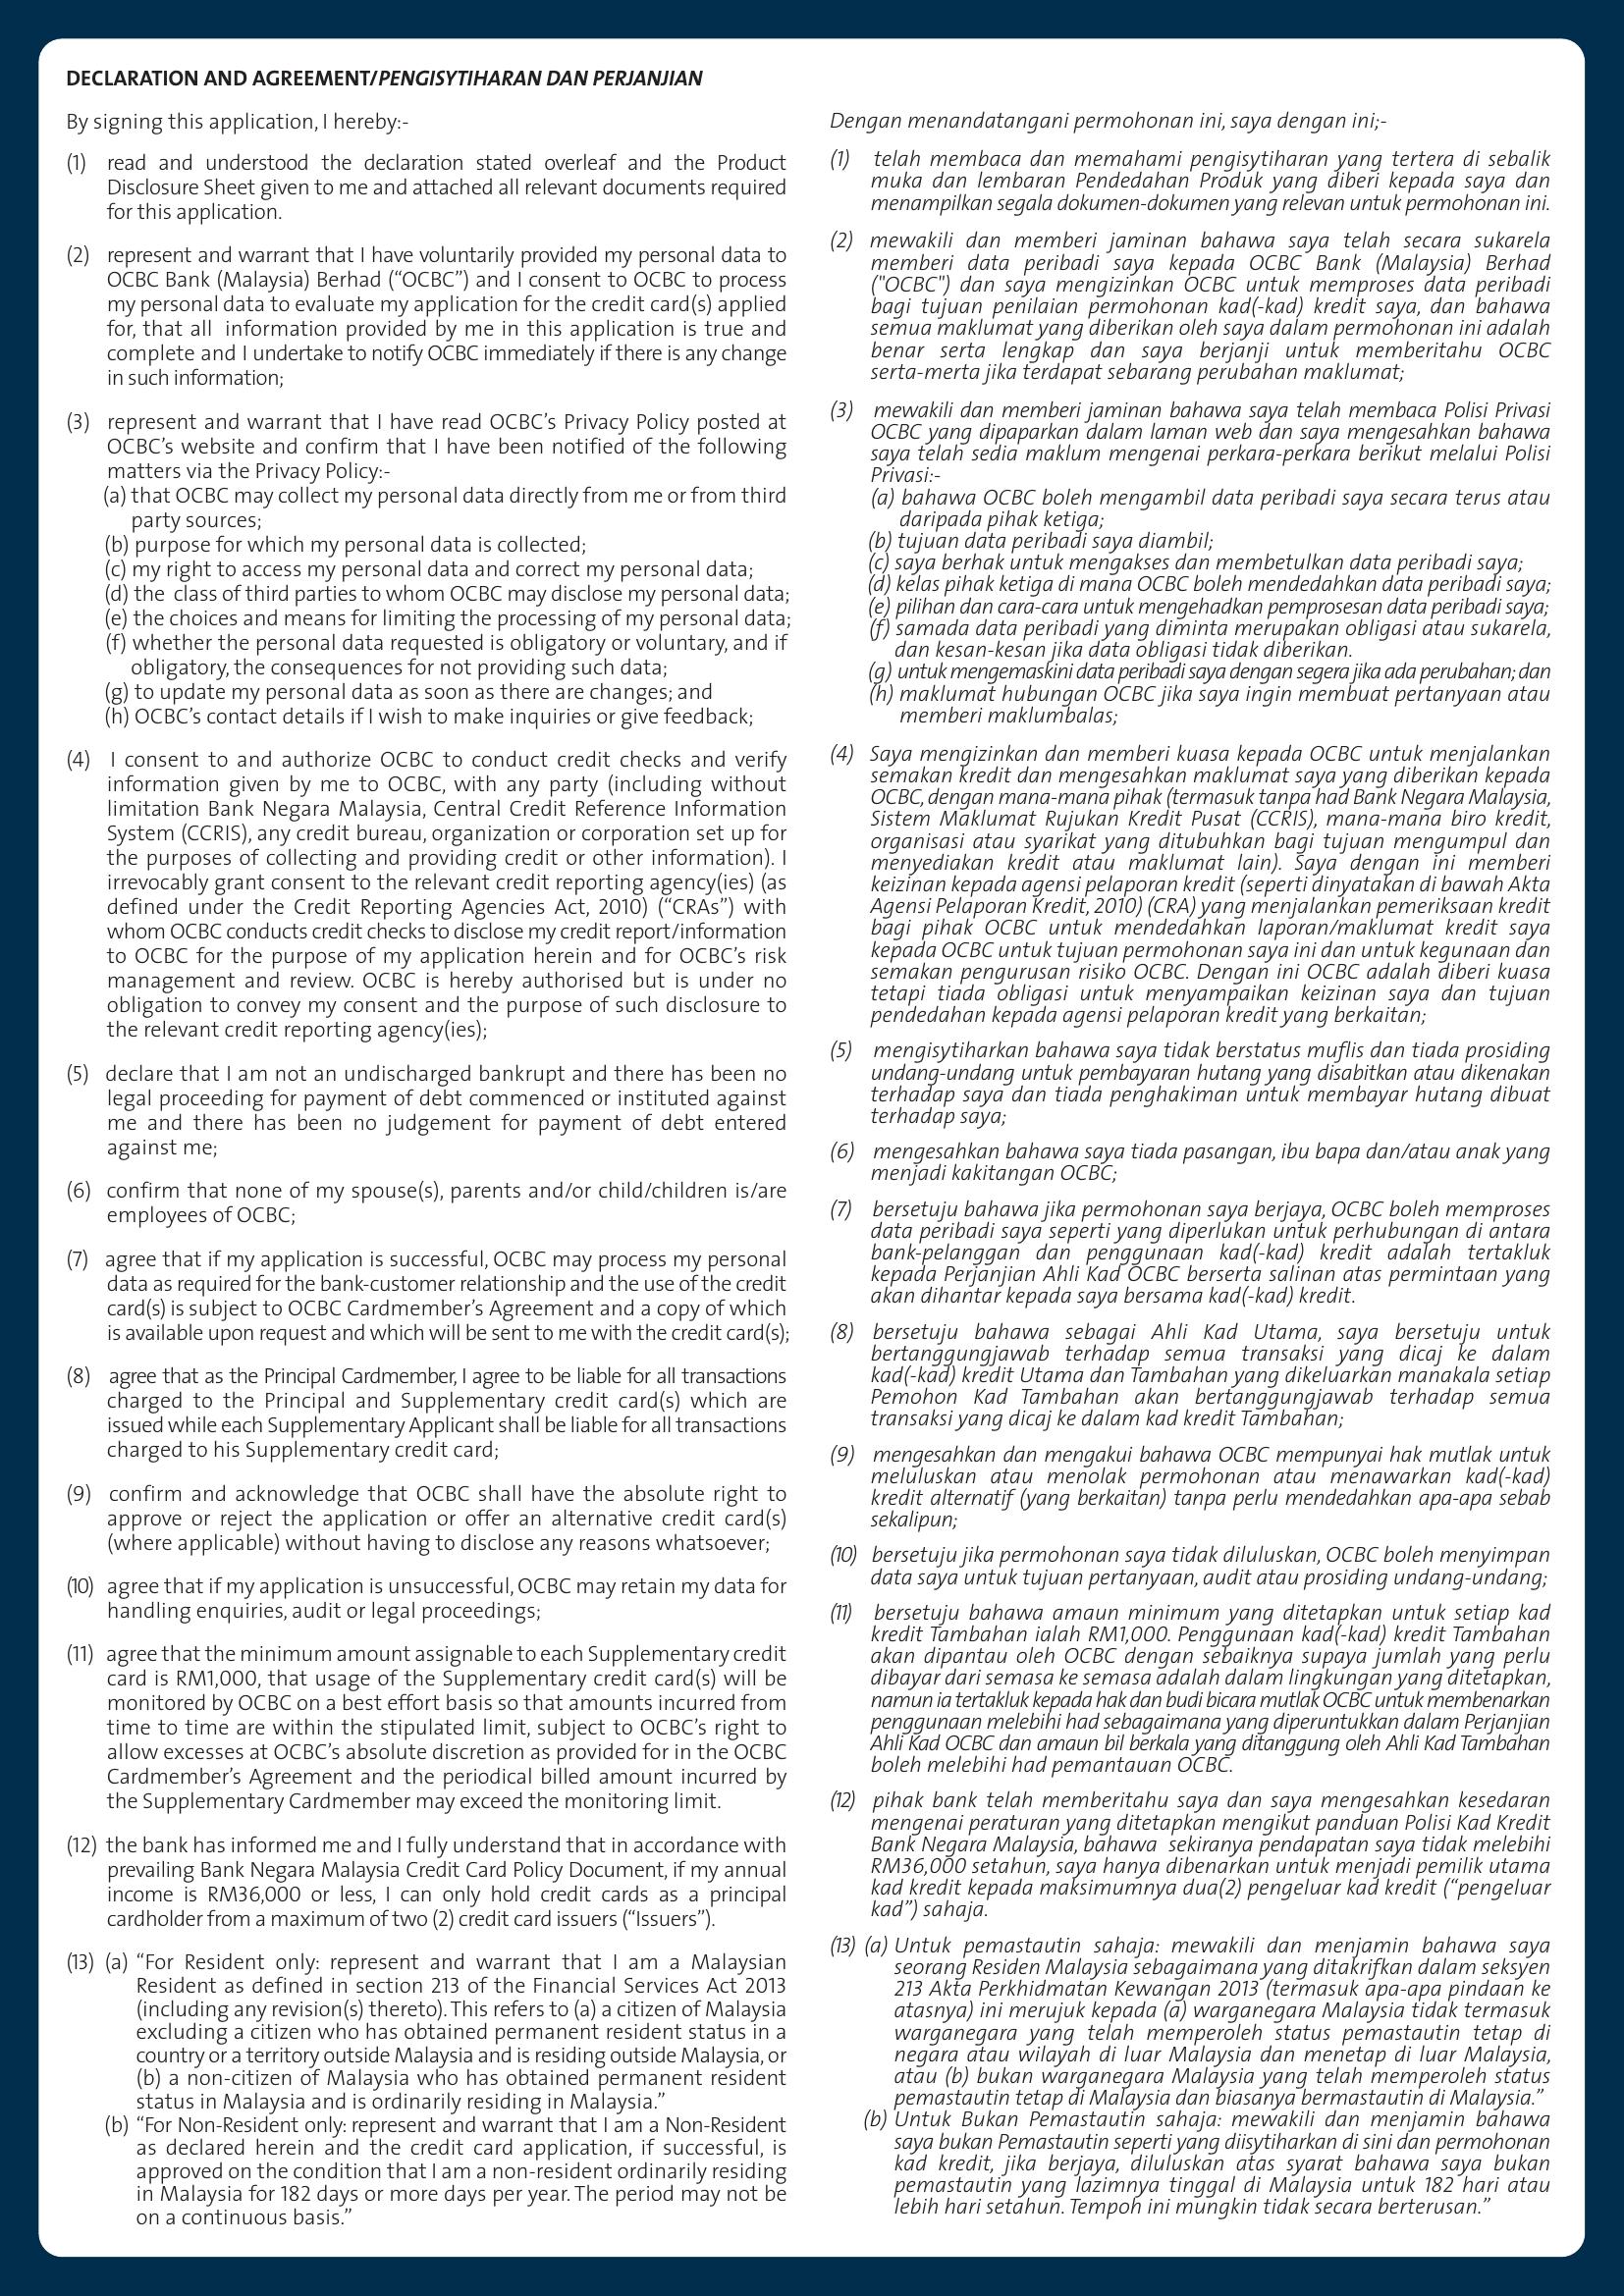 DECLARATION AND AGREEMENT/PENGISYTIHARAN DAN PERJANJIAN
By signing this application, I hereby:-
(1) read and understood the declaration stated overleaf and the Product
Disclosure Sheet given to me and attached all relevant documents required
for this application.
(2) represent and warrant that I have voluntarily provided my personal data to
OCBC Bank (Malaysia) Berhad (“OCBC”) and I consent to OCBC to process
my personal data to evaluate my application for the credit card(s) applied
for, that all information provided by me in this application is true and
complete and I undertake to notify OCBC immediately if there is any change
in such information;
(3) represent and warrant that I have read OCBC’s Privacy Policy posted at
OCBC’s website and confirm that I have been notified of the following
matters via the Privacy Policy:-
(a) that OCBC may collect my personal data directly from me or from third
party sources;
(b) purpose for which my personal data is collected;
(c) my right to access my personal data and correct my personal data;
(d) the class of third parties to whom OCBC may disclose my personal data;
(e) the choices and means for limiting the processing of my personal data;
(f) whether the personal data requested is obligatory or voluntary, and if
obligatory, the consequences for not providing such data;
(g) to update my personal data as soon as there are changes; and
(h) OCBC’s contact details if I wish to make inquiries or give feedback;
(4) I consent to and authorize OCBC to conduct credit checks and verify
information given by me to OCBC, with any party (including without
limitation Bank Negara Malaysia, Central Credit Reference Information
System (CCRIS), any credit bureau, organization or corporation set up for
the purposes of collecting and providing credit or other information). I
irrevocably grant consent to the relevant credit reporting agency(ies) (as
defined under the Credit Reporting Agencies Act, 2010) (“CRAs”) with
whom OCBC conducts credit checks to disclose my credit report/information
to OCBC for the purpose of my application herein and for OCBC’s risk
management and review. OCBC is hereby authorised but is under no
obligation to convey my consent and the purpose of such disclosure to
the relevant credit reporting agency(ies);
(5) declare that I am not an undischarged bankrupt and there has been no
legal proceeding for payment of debt commenced or instituted against
me and there has been no judgement for payment of debt entered
against me;
(6) confirm that none of my spouse(s), parents and/or child/children is/are
employees of OCBC;
(7) agree that if my application is successful, OCBC may process my personal
data as required for the bank-customer relationship and the use of the credit
card(s) is subject to OCBC Cardmember’s Agreement and a copy of which
is available upon request and which will be sent to me with the credit card(s);
(8) agree that as the Principal Cardmember, I agree to be liable for all transactions
charged to the Principal and Supplementary credit card(s) which are
issued while each Supplementary Applicant shall be liable for all transactions
charged to his Supplementary credit card;
(9) confirm and acknowledge that OCBC shall have the absolute right to
approve or reject the application or offer an alternative credit card(s)
(where applicable) without having to disclose any reasons whatsoever;
(10) agree that if my application is unsuccessful, OCBC may retain my data for
handling enquiries, audit or legal proceedings;
(11) agree that the minimum amount assignable to each Supplementary credit
card is RM1,000, that usage of the Supplementary credit card(s) will be
monitored by OCBC on a best effort basis so that amounts incurred from
time to time are within the stipulated limit, subject to OCBC’s right to
allow excesses at OCBC’s absolute discretion as provided for in the OCBC
Cardmember’s Agreement and the periodical billed amount incurred by
the Supplementary Cardmember may exceed the monitoring limit.
(12) the bank has informed me and I fully understand that in accordance with
prevailing Bank Negara Malaysia Credit Card Policy Document, if my annual
income is RM36,000 or less, I can only hold credit cards as a principal
cardholder from a maximum of two (2) credit card issuers (“Issuers”).
(13) (a) “For Resident only: represent and warrant that I am a Malaysian
Resident as defined in section 213 of the Financial Services Act 2013
(including any revision(s) thereto). This refers to (a) a citizen of Malaysia
excluding a citizen who has obtained permanent resident status in a
country or a territory outside Malaysia and is residing outside Malaysia, or
(b) a non-citizen of Malaysia who has obtained permanent resident
status in Malaysia and is ordinarily residing in Malaysia.”
(b) “For Non-Resident only: represent and warrant that I am a Non-Resident
as declared herein and the credit card application, if successful, is
approved on the condition that I am a non-resident ordinarily residing
in Malaysia for 182 days or more days per year. The period may not be
on a continuous basis.”
Dengan menandatangani permohonan ini, saya dengan ini;-
(1) telah membaca dan memahami pengisytiharan yang tertera di sebalik
muka dan lembaran Pendedahan Produk yang diberi kepada saya dan
menampilkan segala dokumen-dokumen yang relevan untuk permohonan ini.
(2) mewakili dan memberi jaminan bahawa saya telah secara sukarela
memberi data peribadi saya kepada OCBC Bank (Malaysia) Berhad
("OCBC") dan saya mengizinkan OCBC untuk memproses data peribadi
bagi tujuan penilaian permohonan kad(-kad) kredit saya, dan bahawa
semua maklumat yang diberikan oleh saya dalam permohonan ini adalah
benar serta lengkap dan saya berjanji untuk memberitahu OCBC
serta-merta jika terdapat sebarang perubahan maklumat;
(3) mewakili dan memberi jaminan bahawa saya telah membaca Polisi Privasi
OCBC yang dipaparkan dalam laman web dan saya mengesahkan bahawa
saya telah sedia maklum mengenai perkara-perkara berikut melalui Polisi
Privasi:-
(a) bahawa OCBC boleh mengambil data peribadi saya secara terus atau
daripada pihak ketiga;
(b) tujuan data peribadi saya diambil;
(c) saya berhak untuk mengakses dan membetulkan data peribadi saya;
(d) kelas pihak ketiga di mana OCBC boleh mendedahkan data peribadi saya;
(e) pilihan dan cara-cara untuk mengehadkan pemprosesan data peribadi saya;
(f) samada data peribadi yang diminta merupakan obligasi atau sukarela,
dan kesan-kesan jika data obligasi tidak diberikan.
(g) untuk mengemaskini data peribadi saya dengan segera jika ada perubahan; dan
(h) maklumat hubungan OCBC jika saya ingin membuat pertanyaan atau
memberi maklumbalas;
(4) Saya mengizinkan dan memberi kuasa kepada OCBC untuk menjalankan
semakan kredit dan mengesahkan maklumat saya yang diberikan kepada
OCBC, dengan mana-mana pihak (termasuk tanpa had Bank Negara Malaysia,
Sistem Maklumat Rujukan Kredit Pusat (CCRIS), mana-mana biro kredit,
organisasi atau syarikat yang ditubuhkan bagi tujuan mengumpul dan
menyediakan kredit atau maklumat lain). Saya dengan ini memberi
keizinan kepada agensi pelaporan kredit (seperti dinyatakan di bawah Akta
Agensi Pelaporan Kredit, 2010) (CRA) yang menjalankan pemeriksaan kredit
bagi pihak OCBC untuk mendedahkan laporan/maklumat kredit saya
kepada OCBC untuk tujuan permohonan saya ini dan untuk kegunaan dan
semakan pengurusan risiko OCBC. Dengan ini OCBC adalah diberi kuasa
tetapi tiada obligasi untuk menyampaikan keizinan saya dan tujuan
pendedahan kepada agensi pelaporan kredit yang berkaitan;
(5) mengisytiharkan bahawa saya tidak berstatus muflis dan tiada prosiding
undang-undang untuk pembayaran hutang yang disabitkan atau dikenakan
terhadap saya dan tiada penghakiman untuk membayar hutang dibuat
terhadap saya;
(6) mengesahkan bahawa saya tiada pasangan, ibu bapa dan/atau anak yang
menjadi kakitangan OCBC;
(7) bersetuju bahawa jika permohonan saya berjaya, OCBC boleh memproses
data peribadi saya seperti yang diperlukan untuk perhubungan di antara
bank-pelanggan dan penggunaan kad(-kad) kredit adalah tertakluk
kepada Perjanjian Ahli Kad OCBC berserta salinan atas permintaan yang
akan dihantar kepada saya bersama kad(-kad) kredit.
(8) bersetuju bahawa sebagai Ahli Kad Utama, saya bersetuju untuk
bertanggungjawab terhadap semua transaksi yang dicaj ke dalam
kad(-kad) kredit Utama dan Tambahan yang dikeluarkan manakala setiap
Pemohon Kad Tambahan akan bertanggungjawab terhadap semua
transaksi yang dicaj ke dalam kad kredit Tambahan;
(9) mengesahkan dan mengakui bahawa OCBC mempunyai hak mutlak untuk
meluluskan atau menolak permohonan atau menawarkan kad(-kad)
kredit alternatif (yang berkaitan) tanpa perlu mendedahkan apa-apa sebab
sekalipun;
(10) bersetuju jika permohonan saya tidak diluluskan, OCBC boleh menyimpan
data saya untuk tujuan pertanyaan, audit atau prosiding undang-undang;
(11) bersetuju bahawa amaun minimum yang ditetapkan untuk setiap kad
kredit Tambahan ialah RM1,000. Penggunaan kad(-kad) kredit Tambahan
akan dipantau oleh OCBC dengan sebaiknya supaya jumlah yang perlu
dibayar dari semasa ke semasa adalah dalam lingkungan yang ditetapkan,
namun ia tertakluk kepada hak dan budi bicara mutlak OCBC untuk membenarkan
penggunaan melebihi had sebagaimana yang diperuntukkan dalam Perjanjian
Ahli Kad OCBC dan amaun bil berkala yang ditanggung oleh Ahli Kad Tambahan
boleh melebihi had pemantauan OCBC.
(12) pihak bank telah memberitahu saya dan saya mengesahkan kesedaran
mengenai peraturan yang ditetapkan mengikut panduan Polisi Kad Kredit
Bank Negara Malaysia, bahawa sekiranya pendapatan saya tidak melebihi
RM36,000 setahun, saya hanya dibenarkan untuk menjadi pemilik utama
kad kredit kepada maksimumnya dua(2) pengeluar kad kredit (“pengeluar
kad”) sahaja.
(13) (a) Untuk pemastautin sahaja: mewakili dan menjamin bahawa saya
seorang Residen Malaysia sebagaimana yang ditakrifkan dalam seksyen
213 Akta Perkhidmatan Kewangan 2013 (termasuk apa-apa pindaan ke
atasnya) ini merujuk kepada (a) warganegara Malaysia tidak termasuk
warganegara yang telah memperoleh status pemastautin tetap di
negara atau wilayah di luar Malaysia dan menetap di luar Malaysia,
atau (b) bukan warganegara Malaysia yang telah memperoleh status
pemastautin tetap di Malaysia dan biasanya bermastautin di Malaysia.”
(b) Untuk Bukan Pemastautin sahaja: mewakili dan menjamin bahawa
saya bukan Pemastautin seperti yang diisytiharkan di sini dan permohonan
kad kredit, jika berjaya, diluluskan atas syarat bahawa saya bukan
pemastautin yang lazimnya tinggal di Malaysia untuk 182 hari atau
lebih hari setahun. Tempoh ini mungkin tidak secara berterusan.”